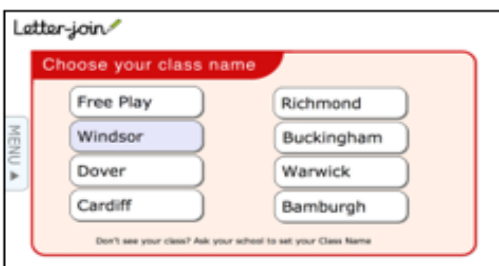 Letter-join
Choose your class name
Free Play
Windsor
Dover
Cardiff
Richmond
Buckingham
Warwick
Bamburgh
MENU ▲
Don't see your class? Ask your school to set your Class Name